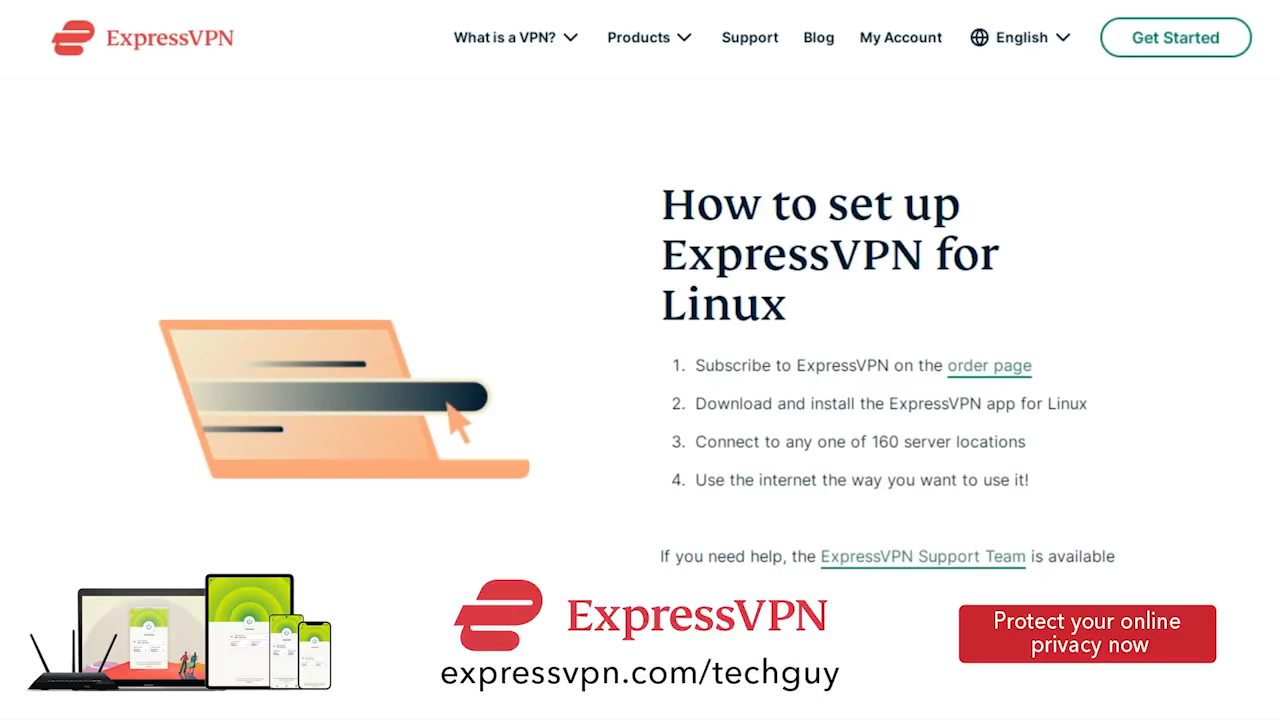 ExpressVPN
What is a VPN?
Products
Support
Blog
My Account
English
Get Started
How to set up
ExpressVPN for
Linux
1. Subscribe to ExpressVPN on the order page
2. Download and install the ExpressVPN app for Linux
3. Connect to any one of 160 server locations
4. Use the internet the way you want to use it!
If you need help, the ExpressVPN Support Team is available
ExpressVPN
expressvpn.com/techguy
Protect your online
privacy now